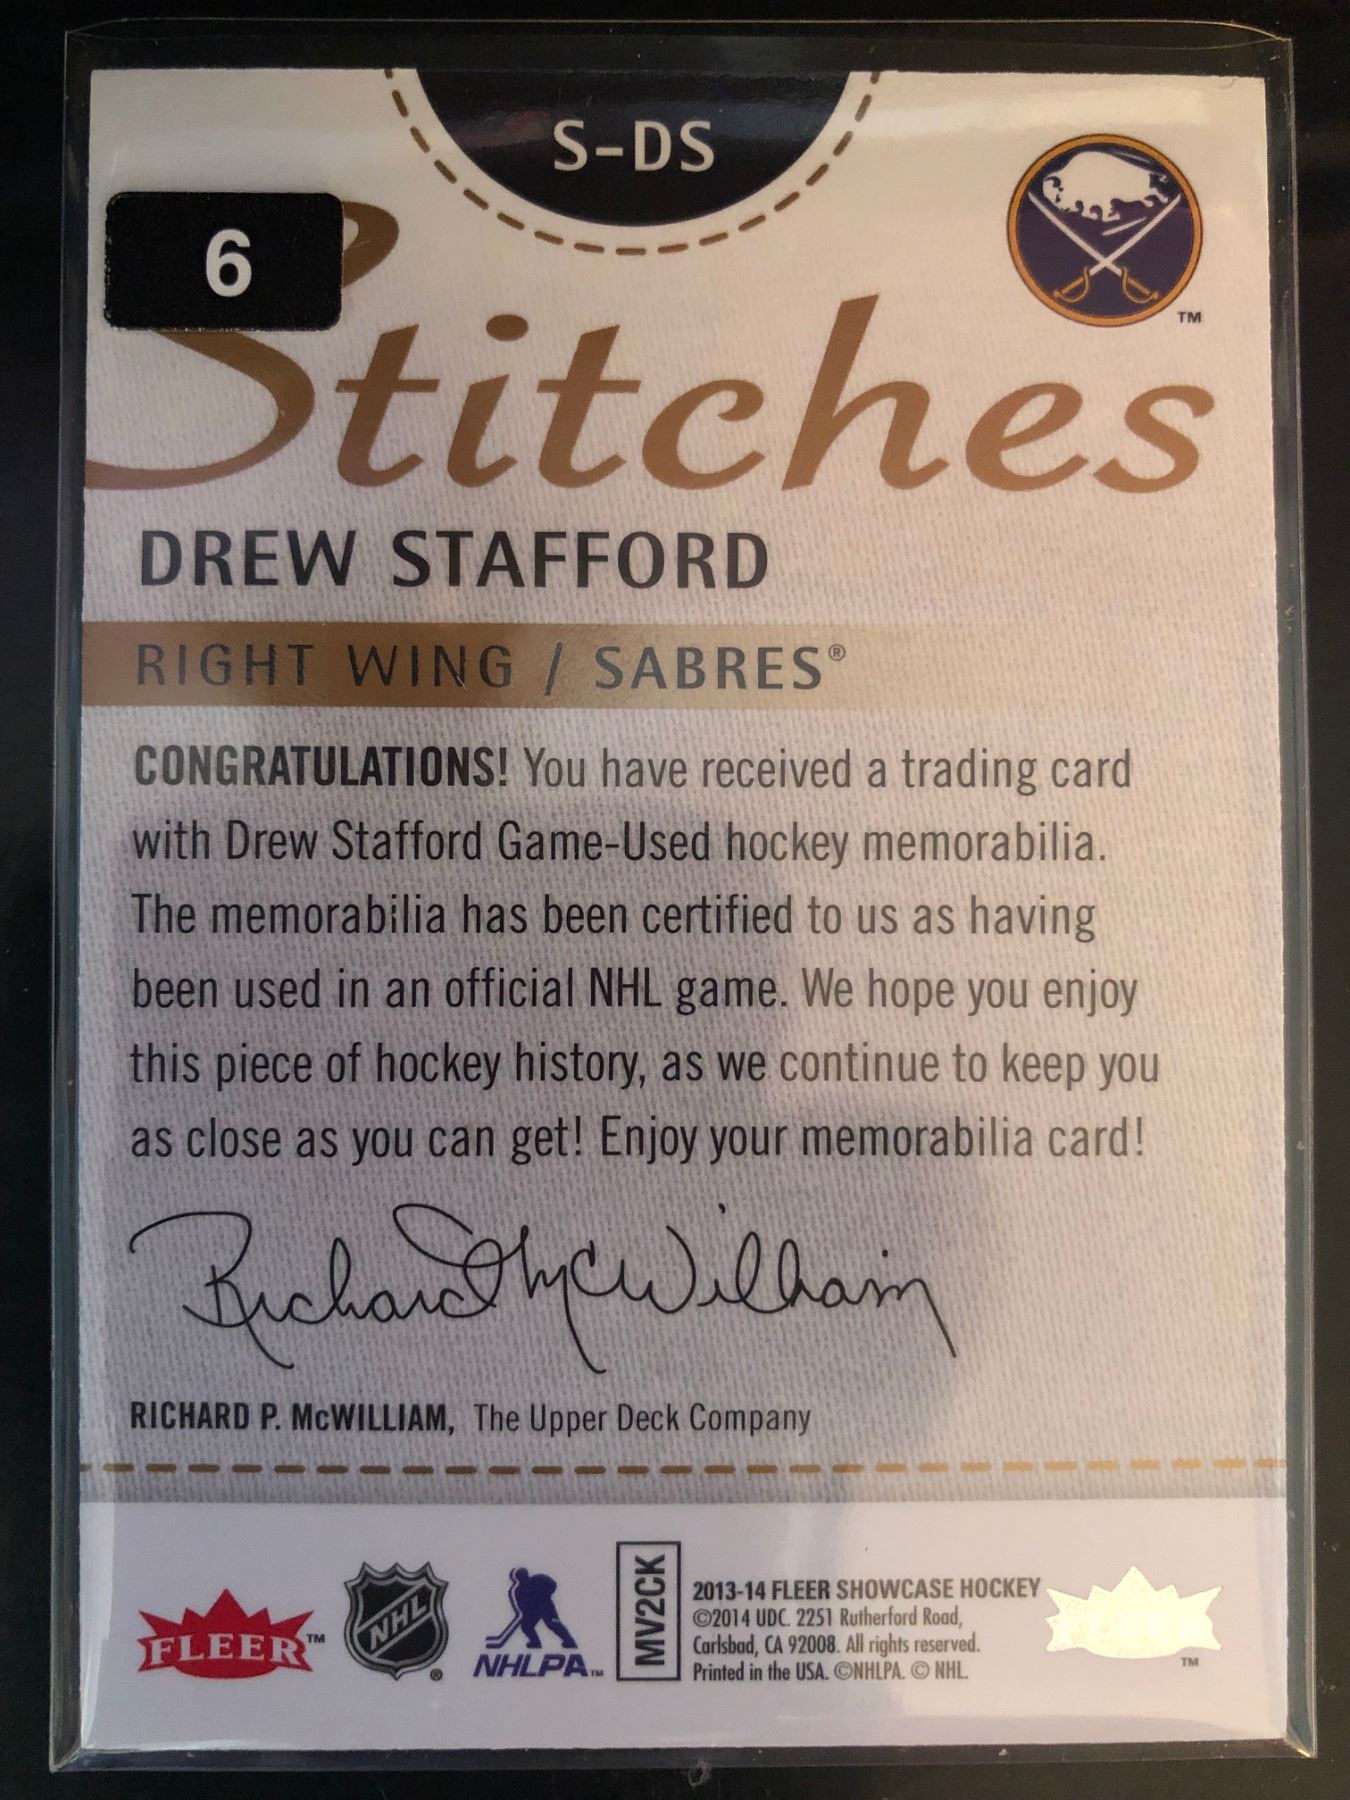 S-DS
6
Stitches
TM
DREW STAFFORD
RIGHT WING / SABRES®
CONGRATULATIONS! You have received a trading card
with Drew Stafford Game-Used hockey memorabilia.
The memorabilia has been certified to us as having
been used in an official NHL game. We hope you enjoy
this piece of hockey history, as we continue to keep you
as close as you can get! Enjoy your memorabilia card!
Richard McWilliam
RICHARD P. McWILLIAM, The Upper Deck Company
FLEER TM
NHL ®
NHLPA TM
MV2CK
2013-14 FLEER SHOWCASE HOCKEY
©2014 UDC. 2251 Rutherford Road,
Carlsbad, CA 92008. All rights reserved.
Printed in the USA. ©NHLPA. © NHL.
FLEER TM